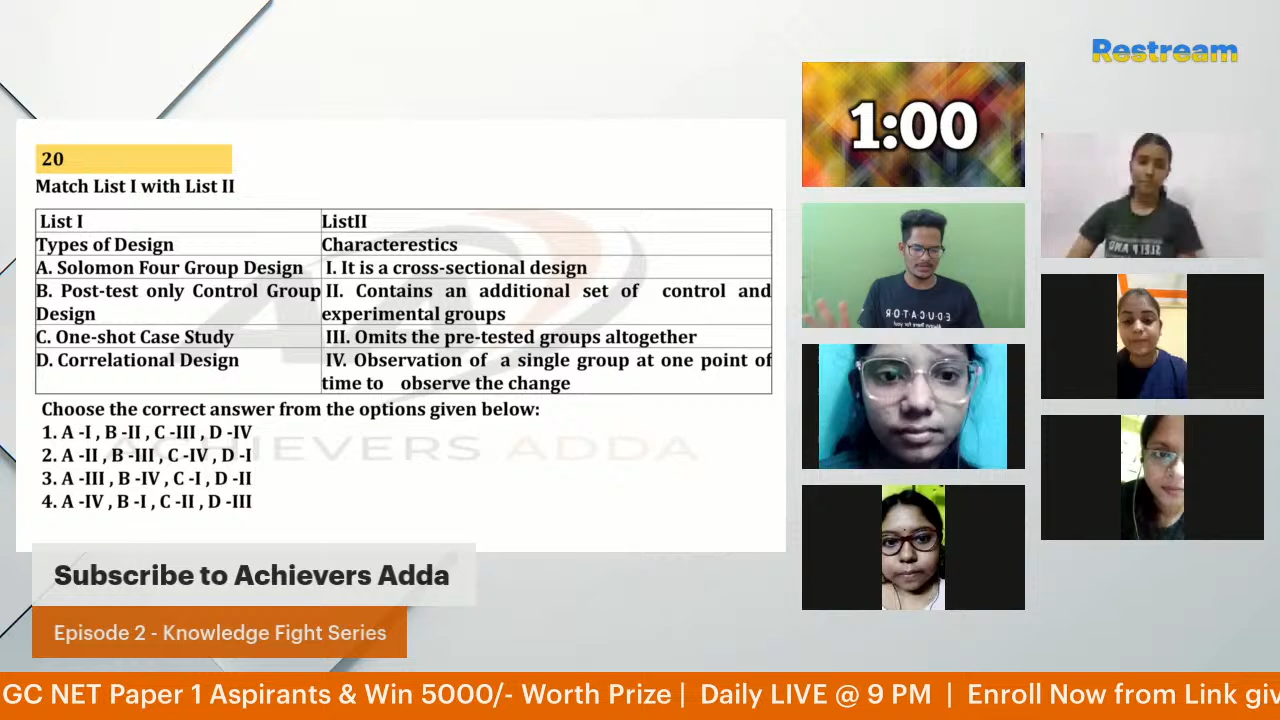 Restream
1:00
20
Match List I with List II
List I ListII
Types of Design Characterestics
A. Solomon Four Group Design I. It is a cross-sectional design
B. Post-test only Control Group II. Contains an additional set of control and
Design experimental groups
C. One-shot Case Study III. Omits the pre-tested groups altogether
D. Correlational Design IV. Observation of a single group at one point of
time to observe the change
Choose the correct answer from the options given below:
1. A -I , B -II , C -III , D -IV
2. A -II , B -III , C -IV , D -I
3. A -III , B -IV , C -I , D -II
4. A -IV , B -I , C -II , D -III
ACHIEVERS ADDA
EDUCATOR
Subscribe to Achievers Adda
Episode 2 - Knowledge Fight Series
GC NET Paper 1 Aspirants & Win 5000/- Worth Prize | Daily LIVE @ 9 PM | Enroll Now from Link giv